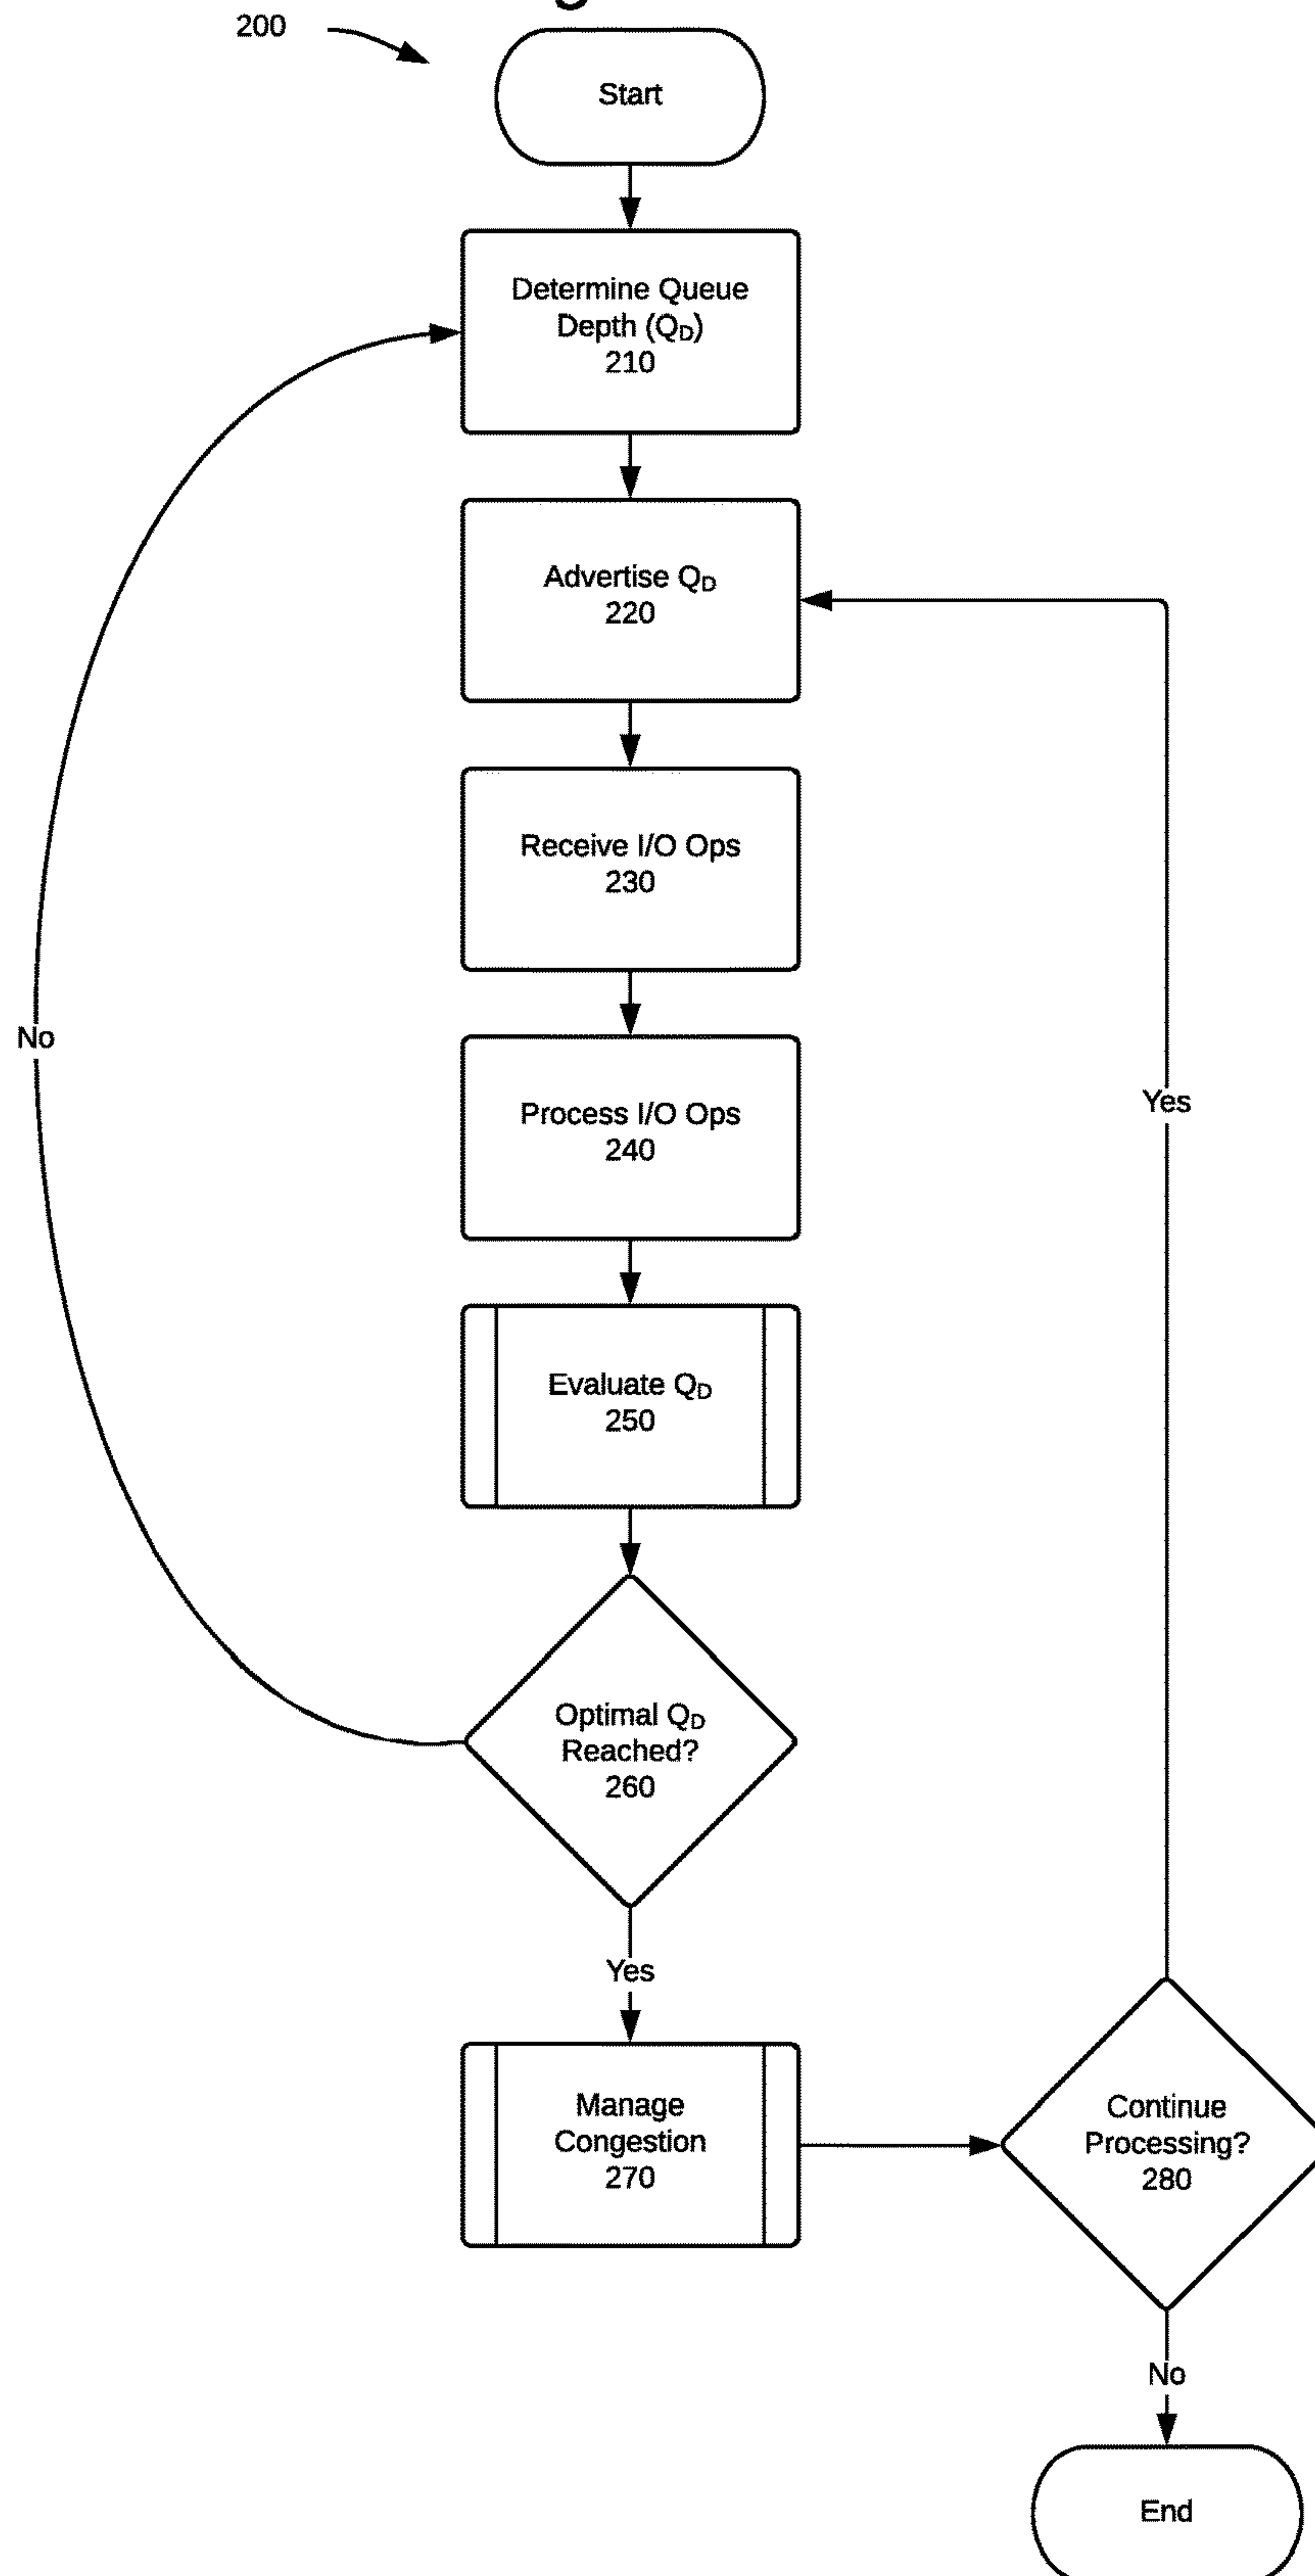 200
Start
Determine Queue
Depth (QD)
210
Advertise QD
220
Receive I/O Ops
230
Process I/O Ops
240
No
Yes
Evaluate QD
250
Optimal QD
Reached?
260
Yes
Manage
Congestion
270
Continue
Processing?
280
No
End